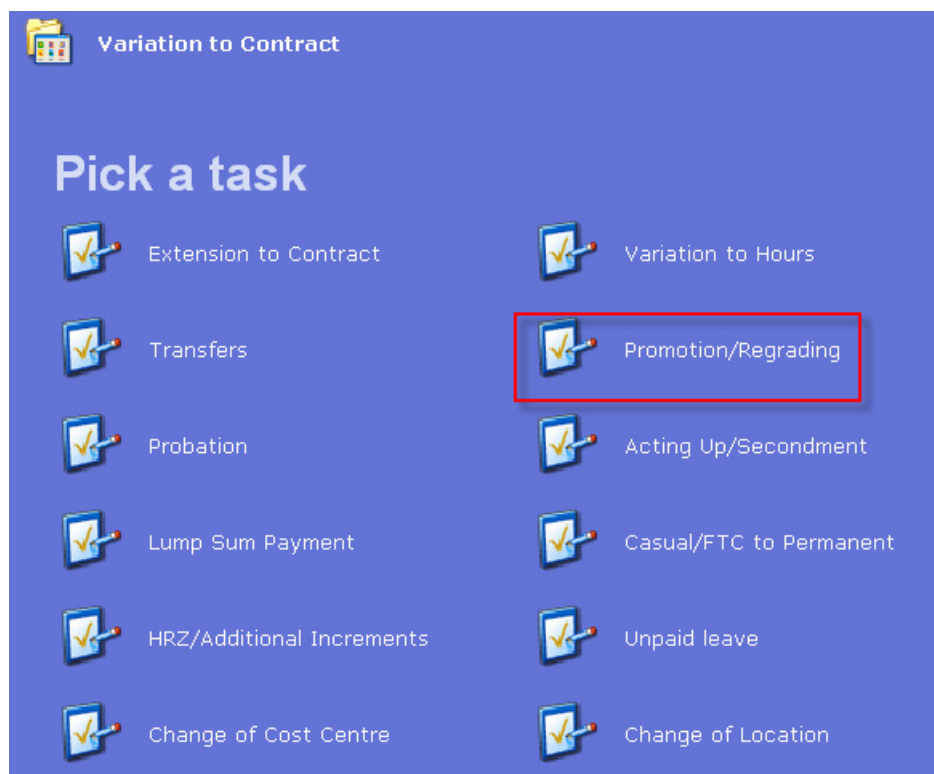 Variation to Contract
Pick a task
Extension to Contract
Variation to Hours
Transfers
Promotion/Regrading
Probation
Acting Up/Secondment
Lump Sum Payment
Casual/FTC to Permanent
HRZ/Additional Increments
Unpaid leave
Change of Cost Centre
Change of Location